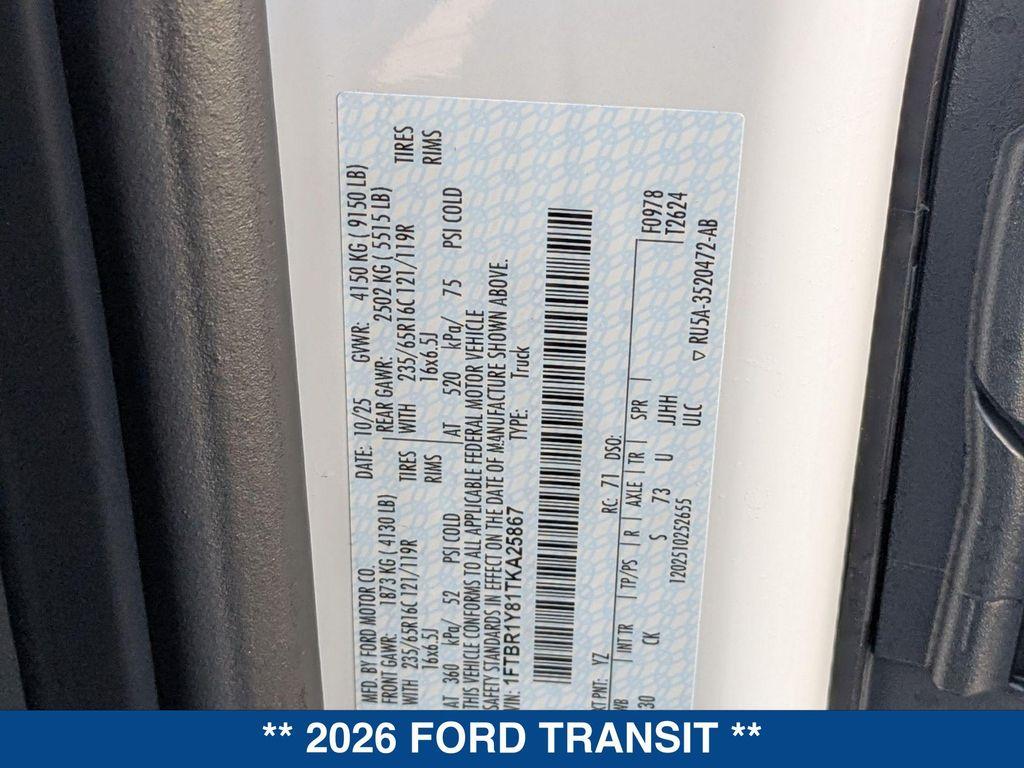 MFD. BY FORD MOTOR CO.
DATE: 10/25 GVWR: 4150 KG ( 9150 LB)
FRONT GAWR: 1873 KG ( 4130 LB)
REAR GAWR: 2502 KG ( 5515 LB)
WITH 235/65R16C 121/119R TIRES
WITH 235/65R16C 121/119R TIRES
16x6.5J RIMS
16x6.5J RIMS
AT 360 kPa/ 52 PSI COLD
AT 520 kPa/ 75 PSI COLD
THIS VEHICLE CONFORMS TO ALL APPLICABLE FEDERAL MOTOR VEHICLE
SAFETY STANDARDS IN EFFECT ON THE DATE OF MANUFACTURE SHOWN ABOVE.
VIN: 1FTBR1Y81TKA25867 TYPE: Truck
XT PNT: YZ RC: 71 DSO: F0978
WB | INT TR | TP/PS | R | AXLE | TR | SPR | T2624
30 CK S 73 U JJHH
1202510252655 ULC
▽ RU5A-3520472-AB
** 2026 FORD TRANSIT **